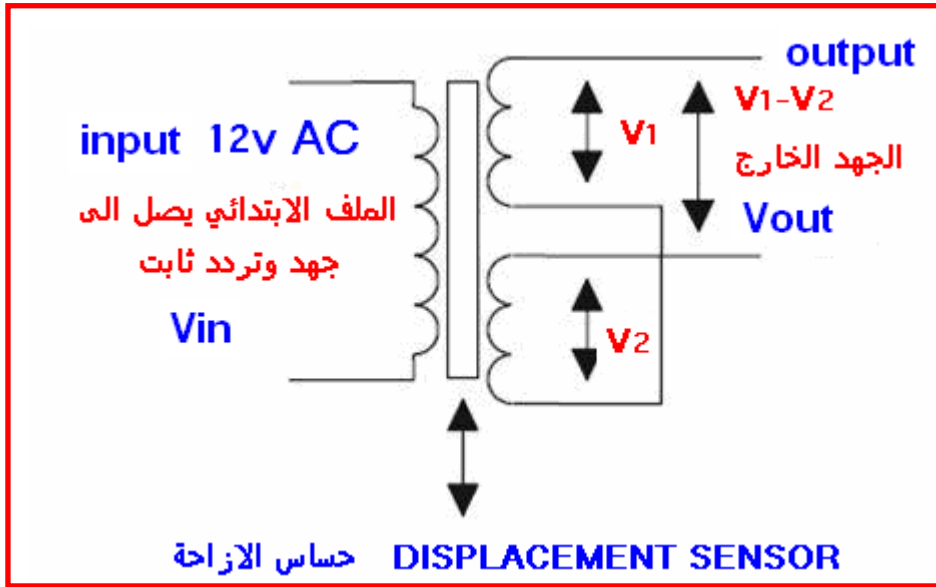 output
input 12v AC
V1-V2
V1
الجهد الخارج
الملف الابتدائي يصل الى
جهد وتردد ثابت
Vout
Vin
V2
حساس الازاحة DISPLACEMENT SENSOR